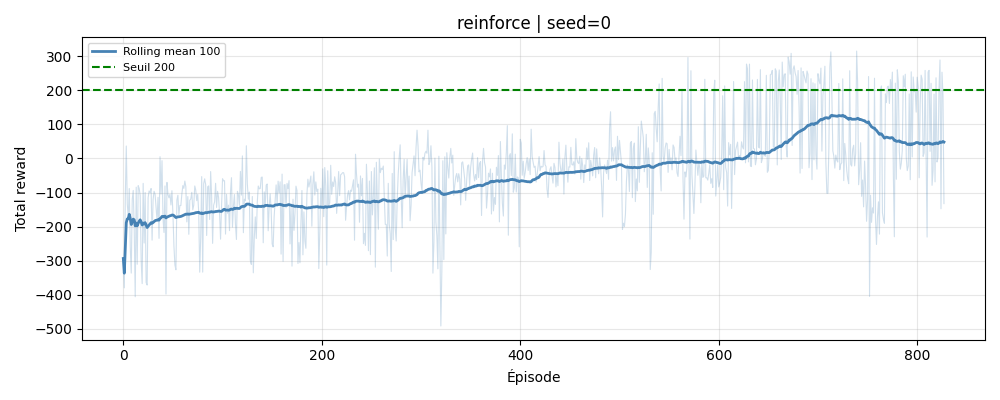 reinforce | seed=0
Rolling mean 100
Seuil 200
300
200
100
0
−100
−200
−300
−400
−500
Total reward
0 200 400 600 800
Épisode